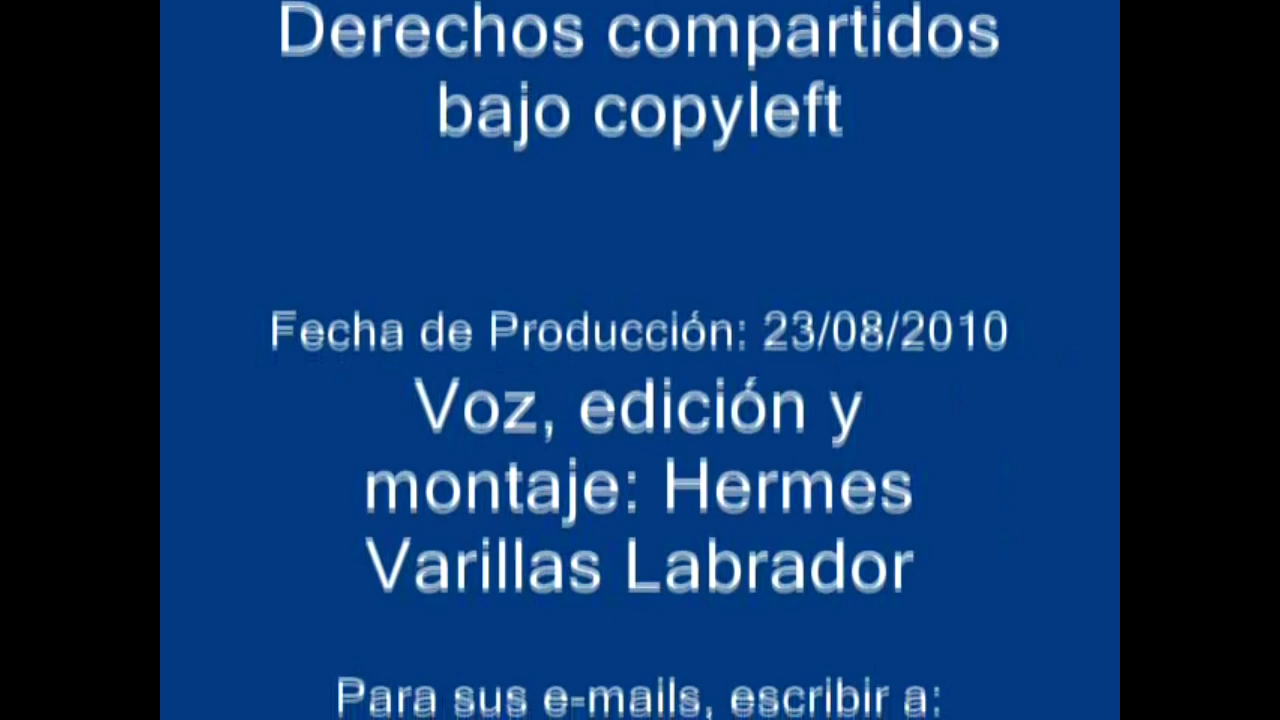 Derechos compartidos
bajo copyleft
Fecha de Producción: 23/08/2010
Voz, edición y
montaje: Hermes
Varillas Labrador
Para sus e-mails, escribir a: